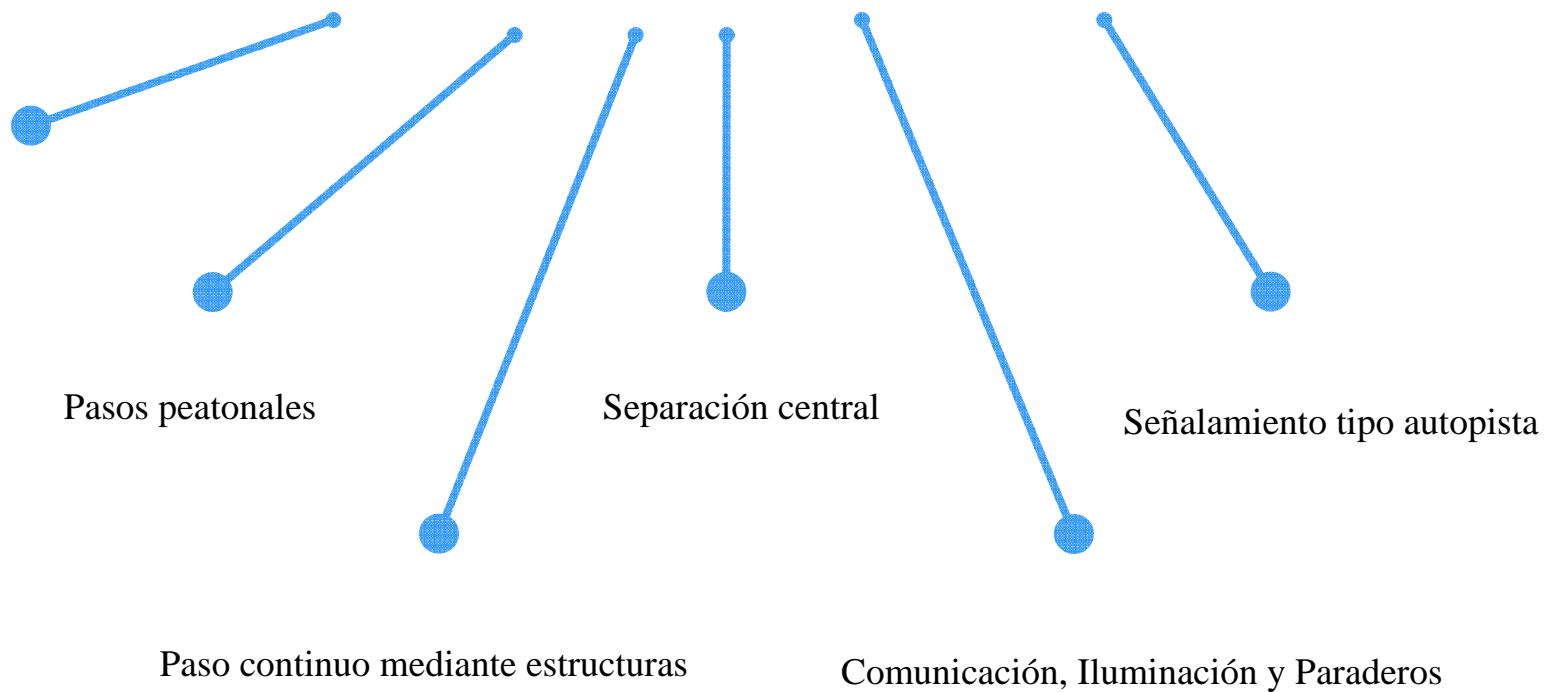 Pasos peatonales
Separación central
Señalamiento tipo autopista
Paso continuo mediante estructuras
Comunicación, Iluminación y Paraderos